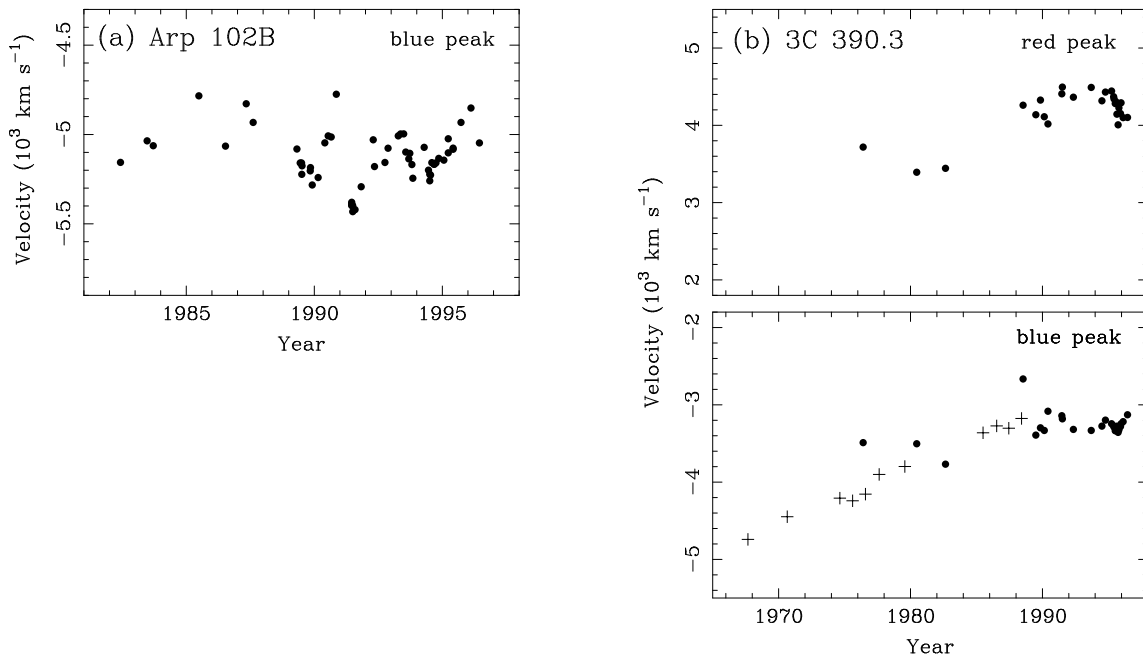 (a) Arp 102B
blue peak
Velocity (10³ km s⁻¹)
−4.5
−5
−5.5
1985 1990 1995
Year
(b) 3C 390.3
red peak
5
4
3
2
Velocity (10³ km s⁻¹)
blue peak
−2
−3
−4
−5
1970 1980 1990
Year